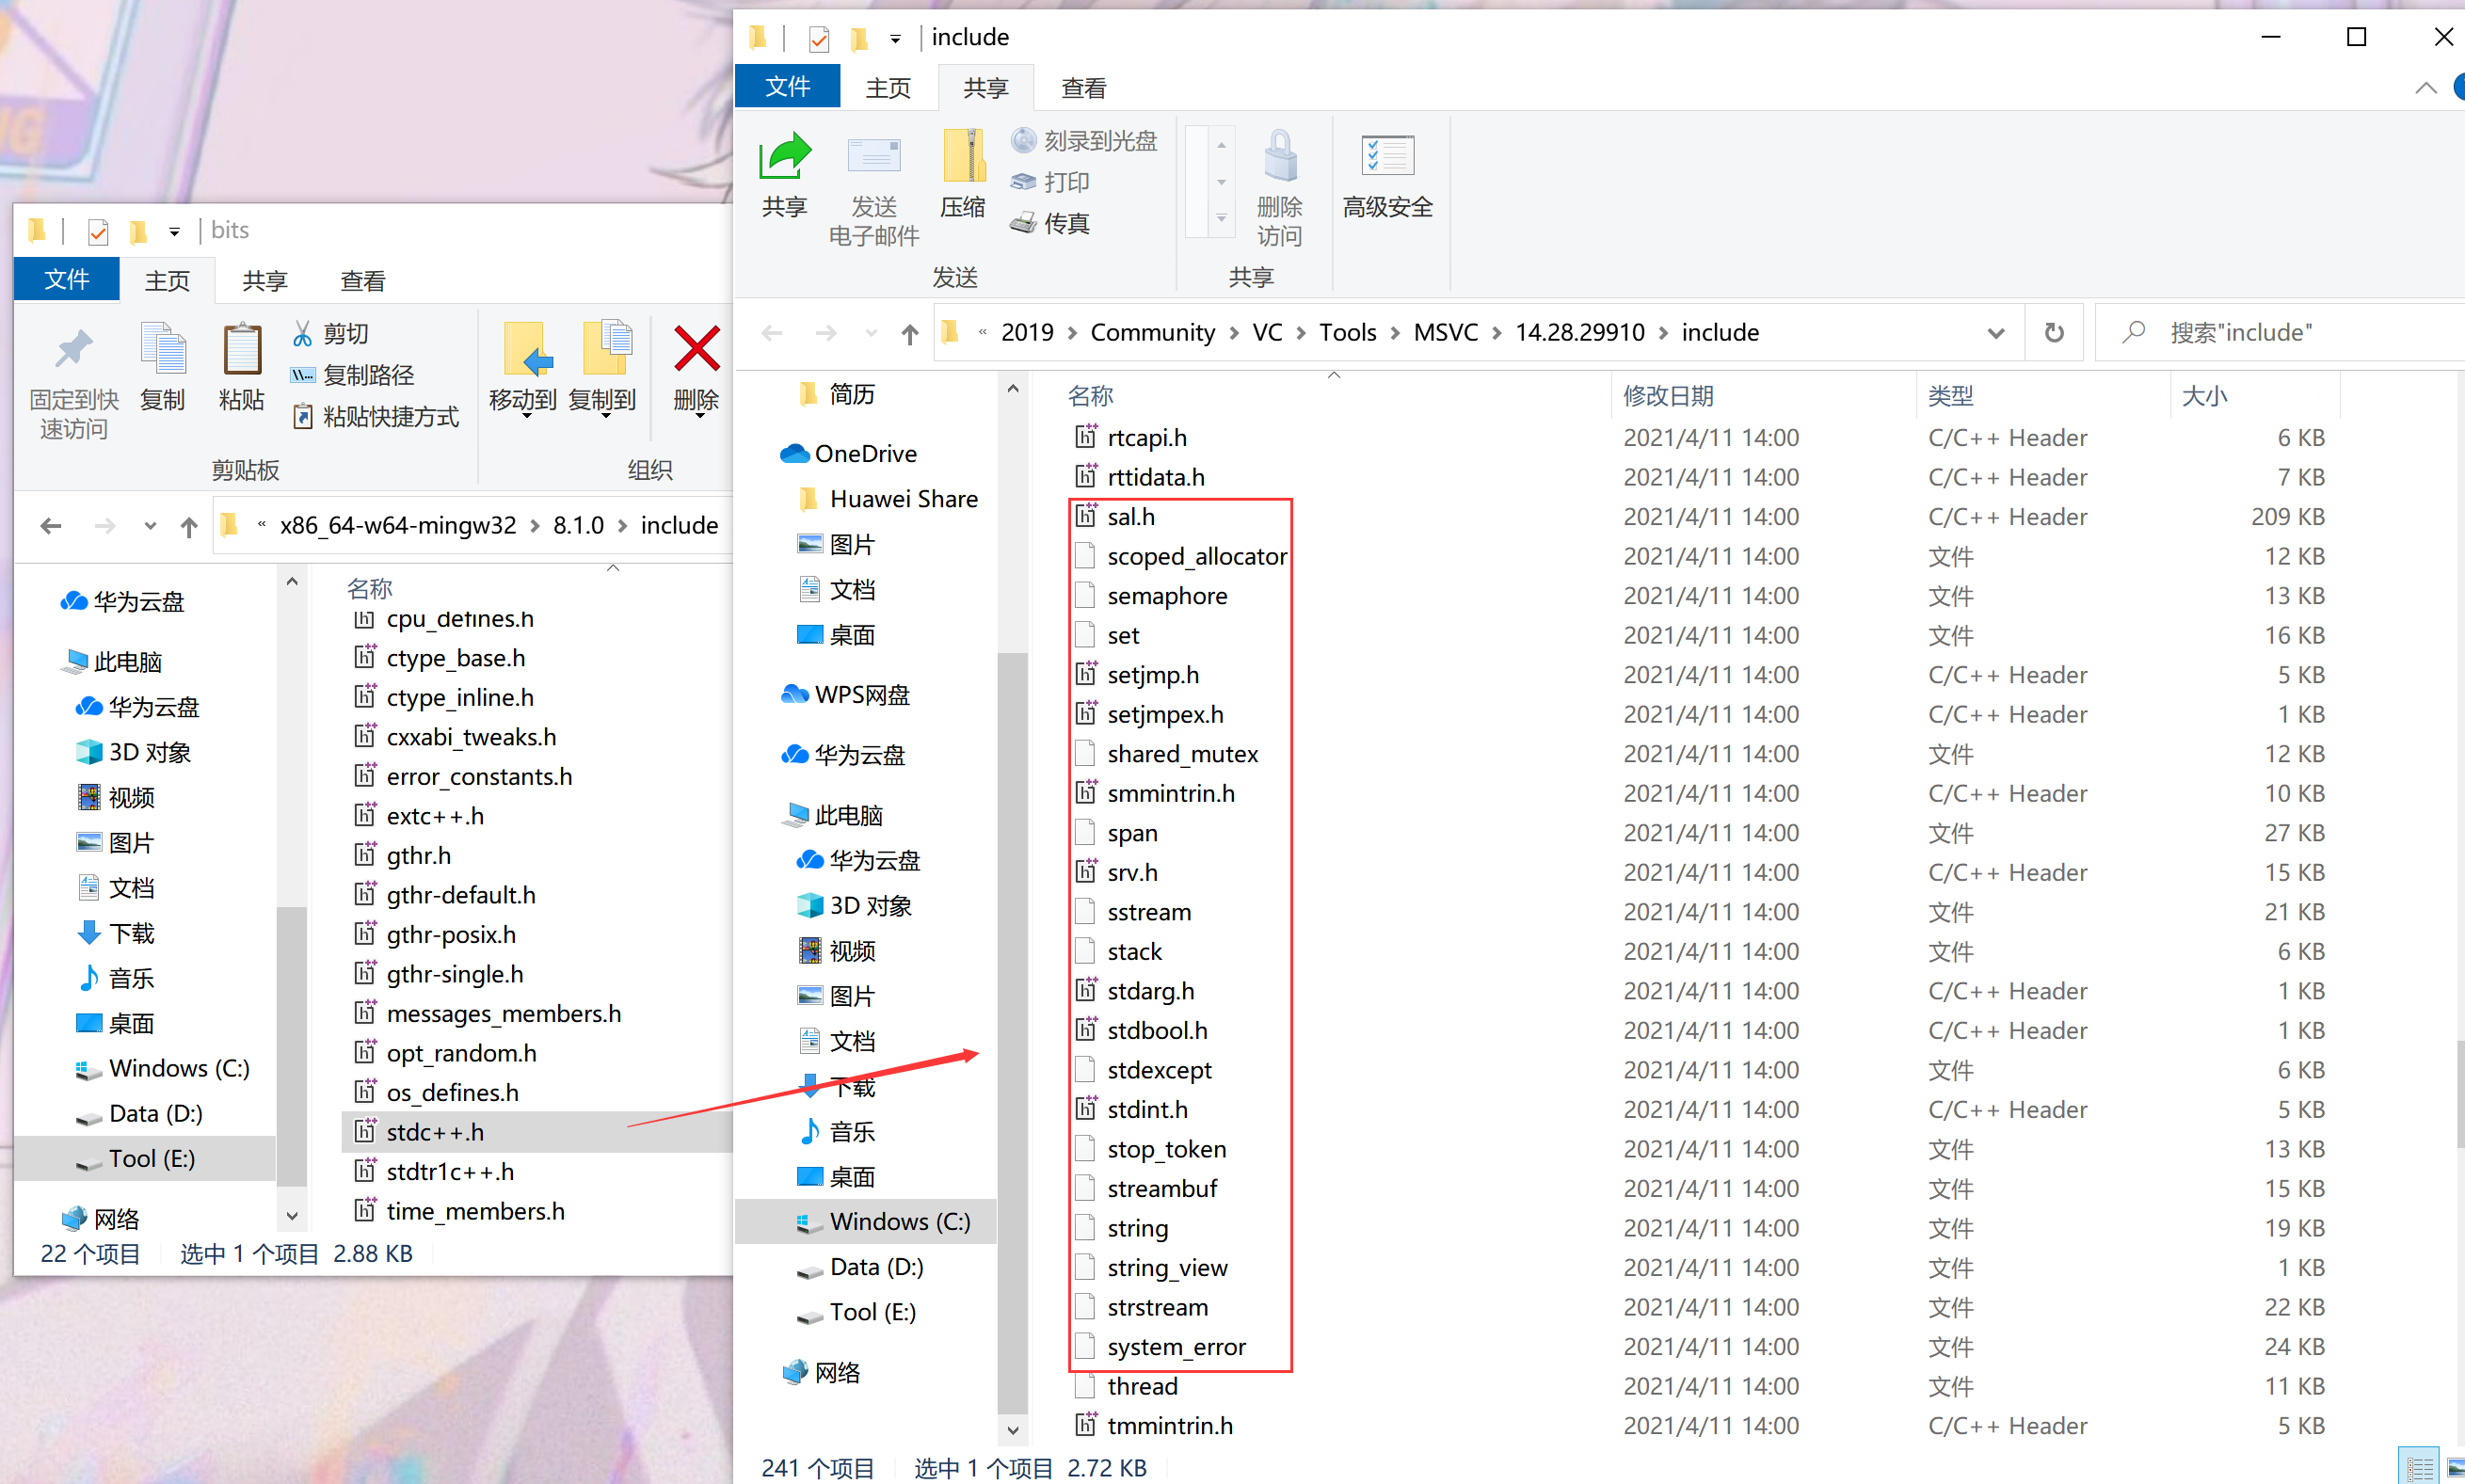 include
文件 主页 共享 查看
共享
发送
电子邮件
压缩
刻录到光盘
打印
传真
发送
删除
访问
共享
高级安全
« 2019 > Community > VC > Tools > MSVC > 14.28.29910 > include
搜索"include"
简历
OneDrive
Huawei Share
图片
文档
桌面
WPS网盘
华为云盘
此电脑
华为云盘
3D 对象
视频
图片
文档
下载
音乐
桌面
Windows (C:)
Data (D:)
Tool (E:)
网络
名称 修改日期 类型 大小
rtcapi.h 2021/4/11 14:00 C/C++ Header 6 KB
rttidata.h 2021/4/11 14:00 C/C++ Header 7 KB
sal.h 2021/4/11 14:00 C/C++ Header 209 KB
scoped_allocator 2021/4/11 14:00 文件 12 KB
semaphore 2021/4/11 14:00 文件 13 KB
set 2021/4/11 14:00 文件 16 KB
setjmp.h 2021/4/11 14:00 C/C++ Header 5 KB
setjmpex.h 2021/4/11 14:00 C/C++ Header 1 KB
shared_mutex 2021/4/11 14:00 文件 12 KB
smmintrin.h 2021/4/11 14:00 C/C++ Header 10 KB
span 2021/4/11 14:00 文件 27 KB
srv.h 2021/4/11 14:00 C/C++ Header 15 KB
sstream 2021/4/11 14:00 文件 21 KB
stack 2021/4/11 14:00 文件 6 KB
stdarg.h 2021/4/11 14:00 C/C++ Header 1 KB
stdbool.h 2021/4/11 14:00 C/C++ Header 1 KB
stdexcept 2021/4/11 14:00 文件 6 KB
stdint.h 2021/4/11 14:00 C/C++ Header 5 KB
stop_token 2021/4/11 14:00 文件 13 KB
streambuf 2021/4/11 14:00 文件 15 KB
string 2021/4/11 14:00 文件 19 KB
string_view 2021/4/11 14:00 文件 1 KB
strstream 2021/4/11 14:00 文件 22 KB
system_error 2021/4/11 14:00 文件 24 KB
thread 2021/4/11 14:00 文件 11 KB
tmmintrin.h 2021/4/11 14:00 C/C++ Header 5 KB
241 个项目 选中 1 个项目 2.72 KB
bits
文件 主页 共享 查看
固定到快
速访问
复制
粘贴
剪切
复制路径
粘贴快捷方式
剪贴板
移动到 复制到 删除
组织
« x86_64-w64-mingw32 > 8.1.0 > include
华为云盘
此电脑
华为云盘
3D 对象
视频
图片
文档
下载
音乐
桌面
Windows (C:)
Data (D:)
Tool (E:)
网络
名称
cpu_defines.h
ctype_base.h
ctype_inline.h
cxxabi_tweaks.h
error_constants.h
extc++.h
gthr.h
gthr-default.h
gthr-posix.h
gthr-single.h
messages_members.h
opt_random.h
os_defines.h
stdc++.h
stdtr1c++.h
time_members.h
22 个项目 选中 1 个项目 2.88 KB